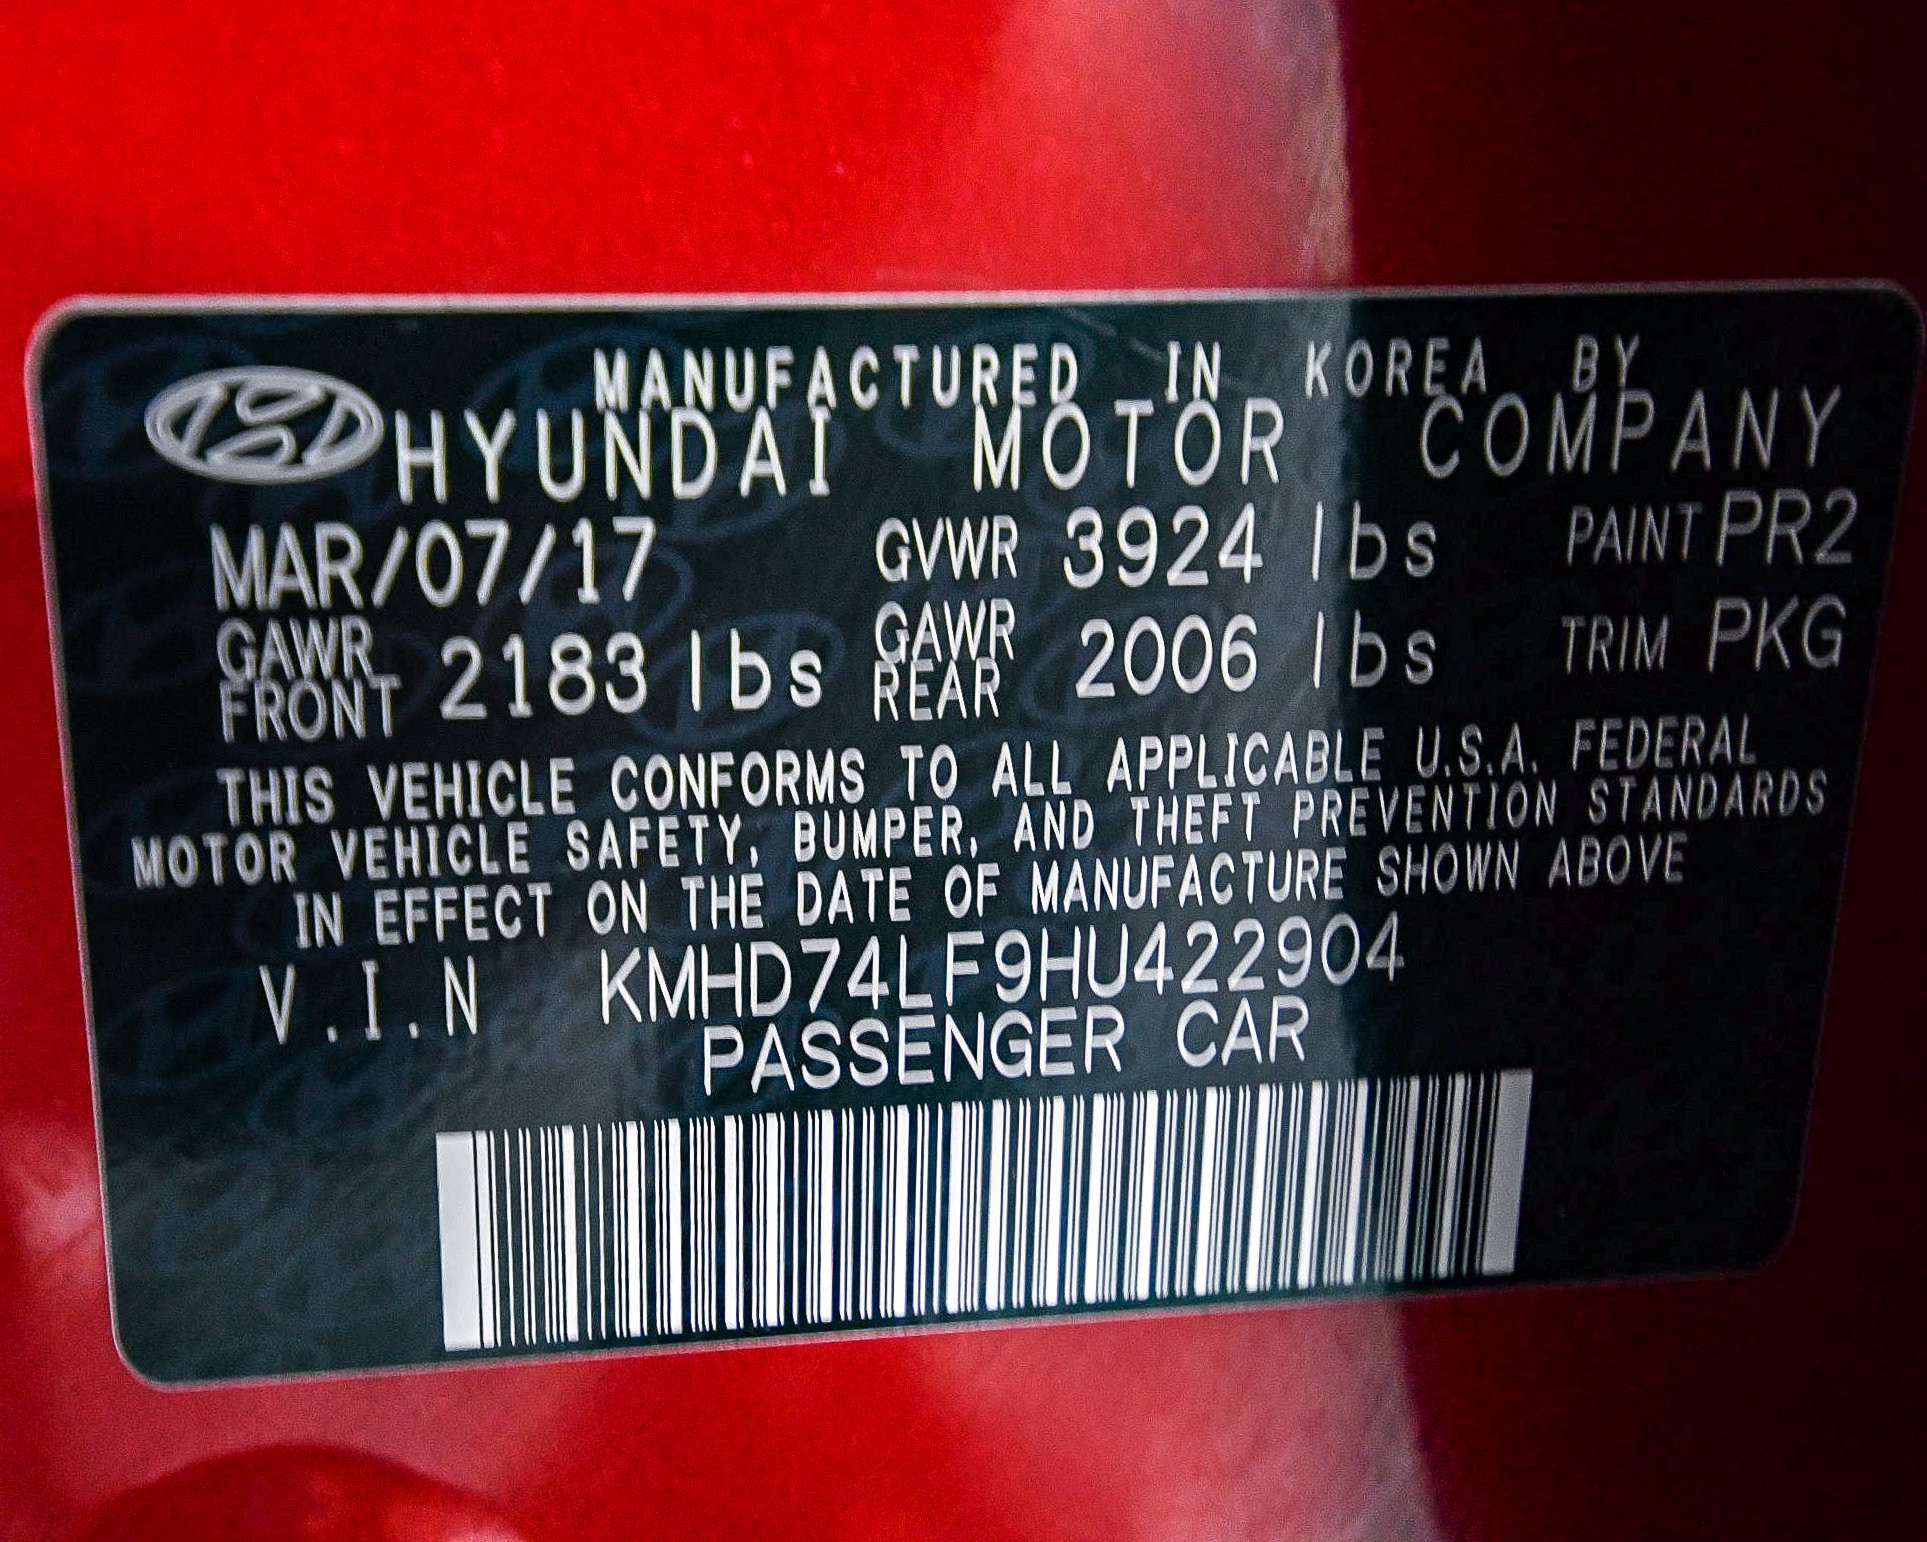 MANUFACTURED IN KOREA BY
HYUNDAI MOTOR COMPANY
MAR/07/17 GVWR 3924 lbs PAINT PR2
GAWR FRONT 2183 lbs GAWR REAR 2006 lbs TRIM PKG
THIS VEHICLE CONFORMS TO ALL APPLICABLE U.S.A. FEDERAL
MOTOR VEHICLE SAFETY, BUMPER, AND THEFT PREVENTION STANDARDS
IN EFFECT ON THE DATE OF MANUFACTURE SHOWN ABOVE
V.I.N KMHD74LF9HU422904
PASSENGER CAR